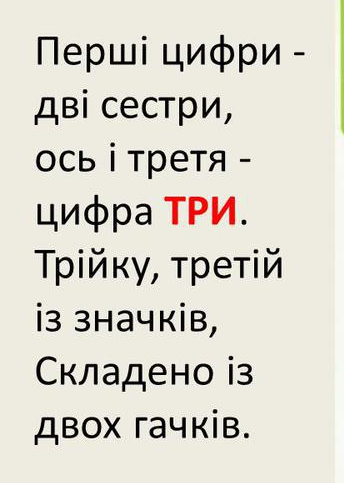 Перші цифри -
дві сестри,
ось і третя -
цифра ТРИ.
Трійку, третій
із значків,
Складено із
двох гачків.